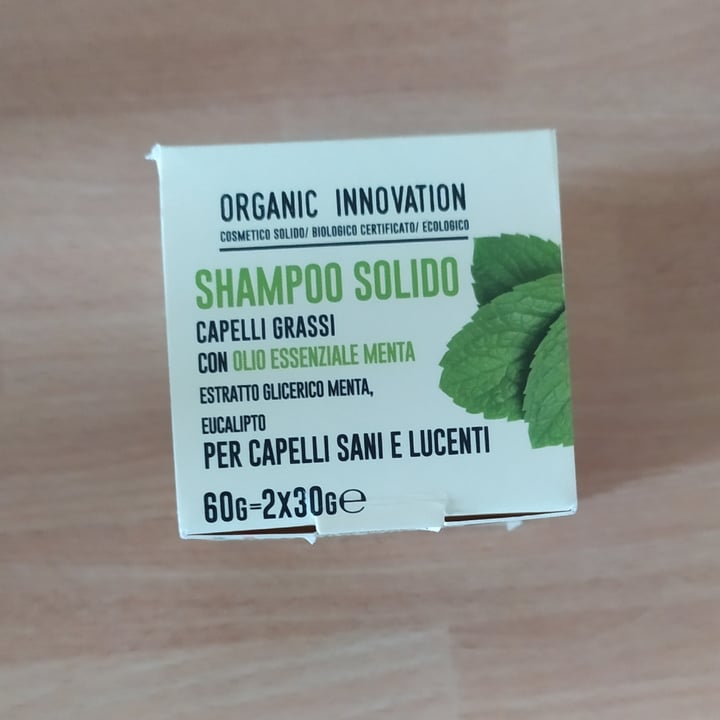 ORGANIC INNOVATION
COSMETICO SOLIDO/ BIOLOGICO CERTIFICATO/ ECOLOGICO
SHAMPOO SOLIDO
CAPELLI GRASSI
CON OLIO ESSENZIALE MENTA
ESTRATTO GLICERICO MENTA,
EUCALIPTO
PER CAPELLI SANI E LUCENTI
60G=2X30G℮